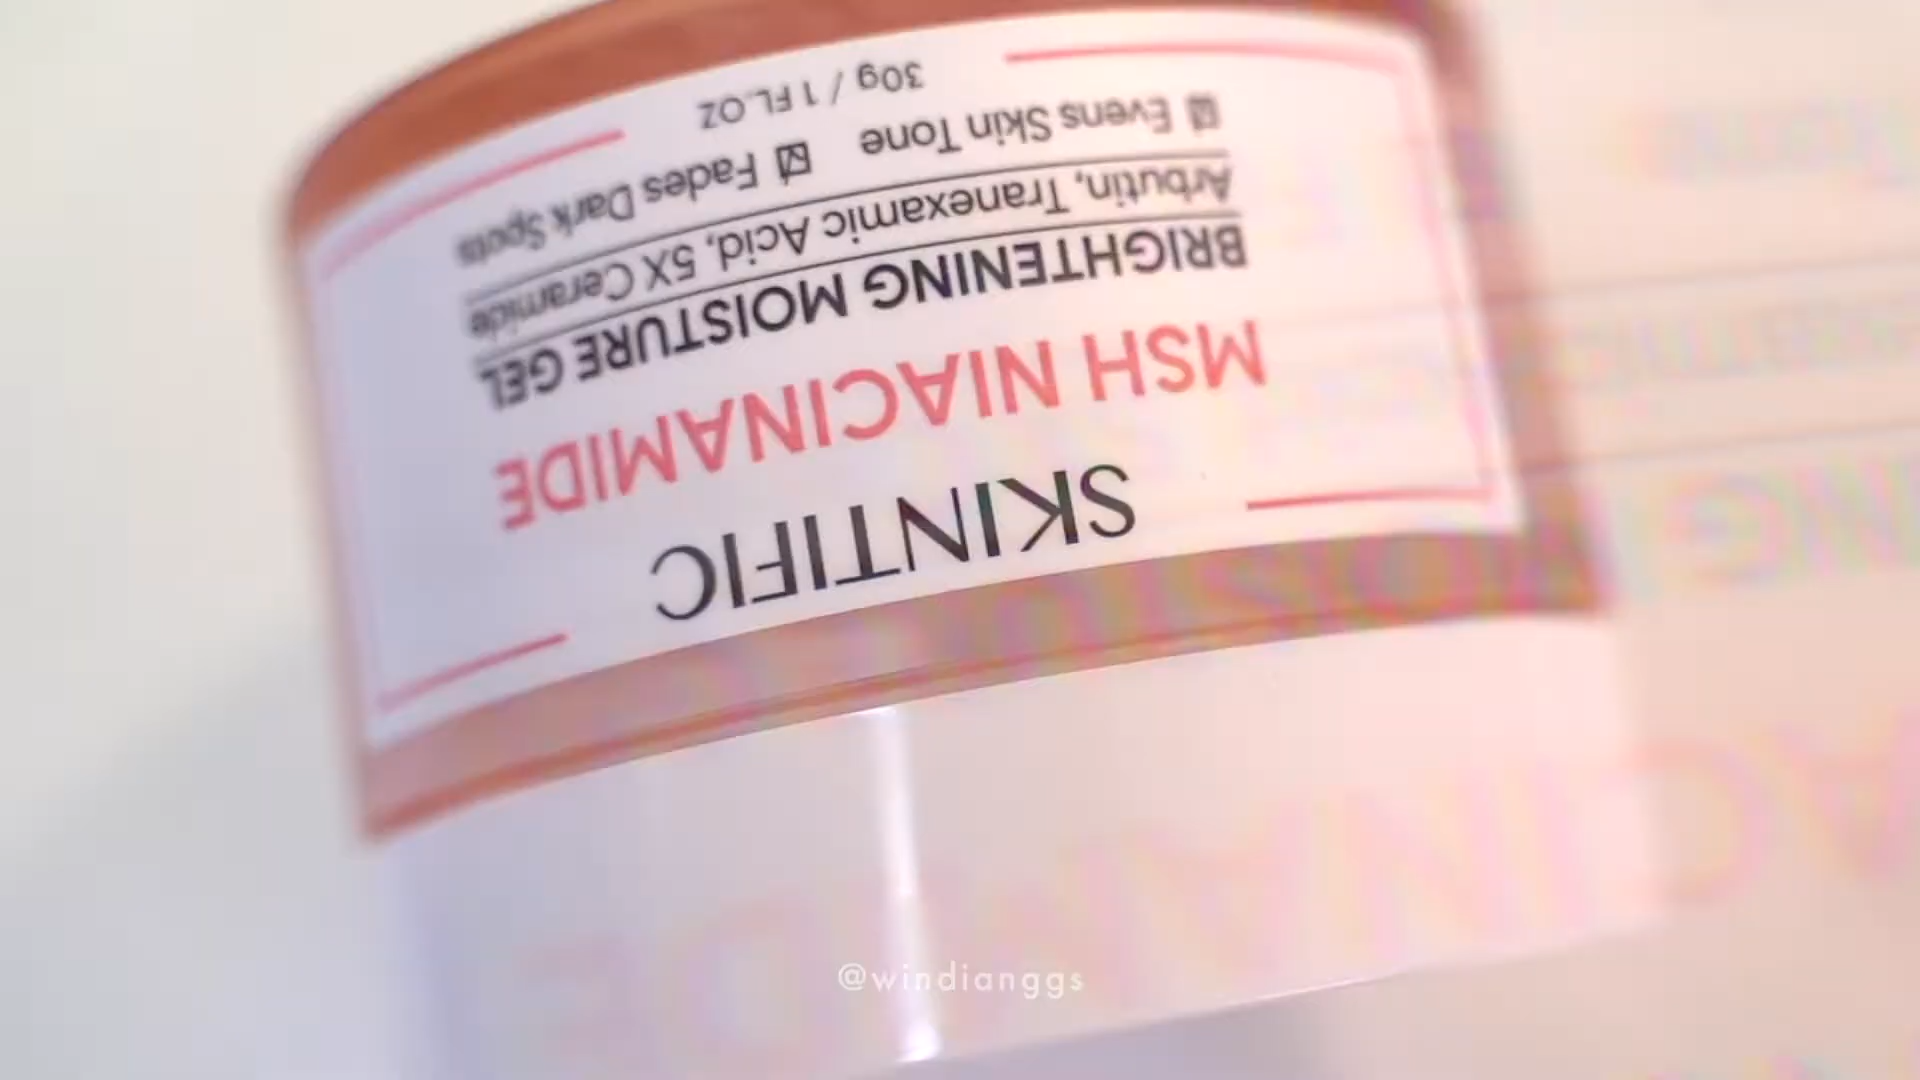 SKINTIFIC
MSH NIACINAMIDE
BRIGHTENING MOISTURE GEL
Arbutin, Tranexamic Acid, 5X Ceramide
☑ Evens Skin Tone ☑ Fades Dark Spots
30g / 1 FL.OZ
@windianggs